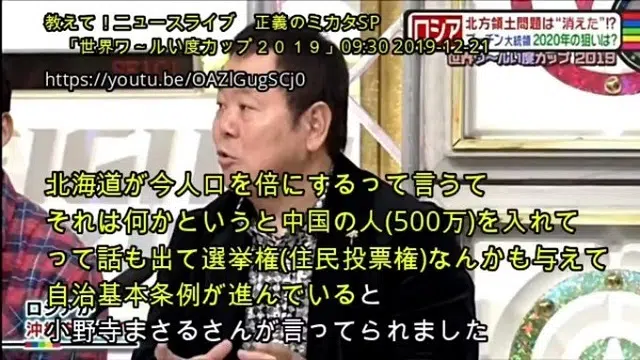 教えて！ニュースライブ　正義のミカタSP
「世界ワ～ルい度カップ２０１９」09:30 2019-12-21
https://youtu.be/OAZlGugSCj0
ロシア
北方領土問題は“消えた”!?
プーチン大統領 2020年の狙いは?
世界ワ～ルい度カップ2019
北海道が今人口を倍にするって言うて
それは何かというと中国の人(500万)を入れて
って話も出て選挙権(住民投票権)なんかも与えて
自治基本条例が進んでいると
小野寺まさるさんが言ってられました
ロシアが
沖